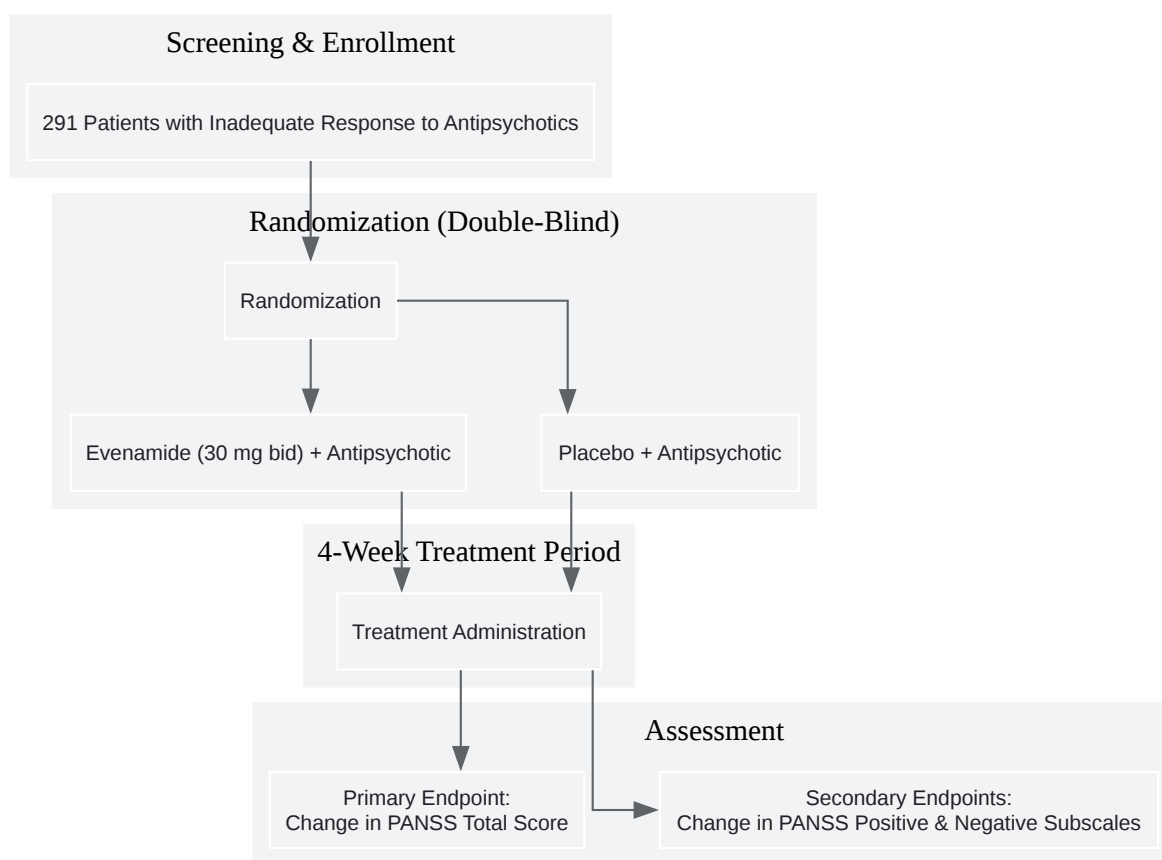 Screening & Enrollment
291 Patients with Inadequate Response to Antipsychotics
Randomization (Double-Blind)
Randomization
Evenamide (30 mg bid) + Antipsychotic
Placebo + Antipsychotic
4-Week Treatment Period
Treatment Administration
Assessment
Primary Endpoint:
Change in PANSS Total Score
Secondary Endpoints:
Change in PANSS Positive & Negative Subscales